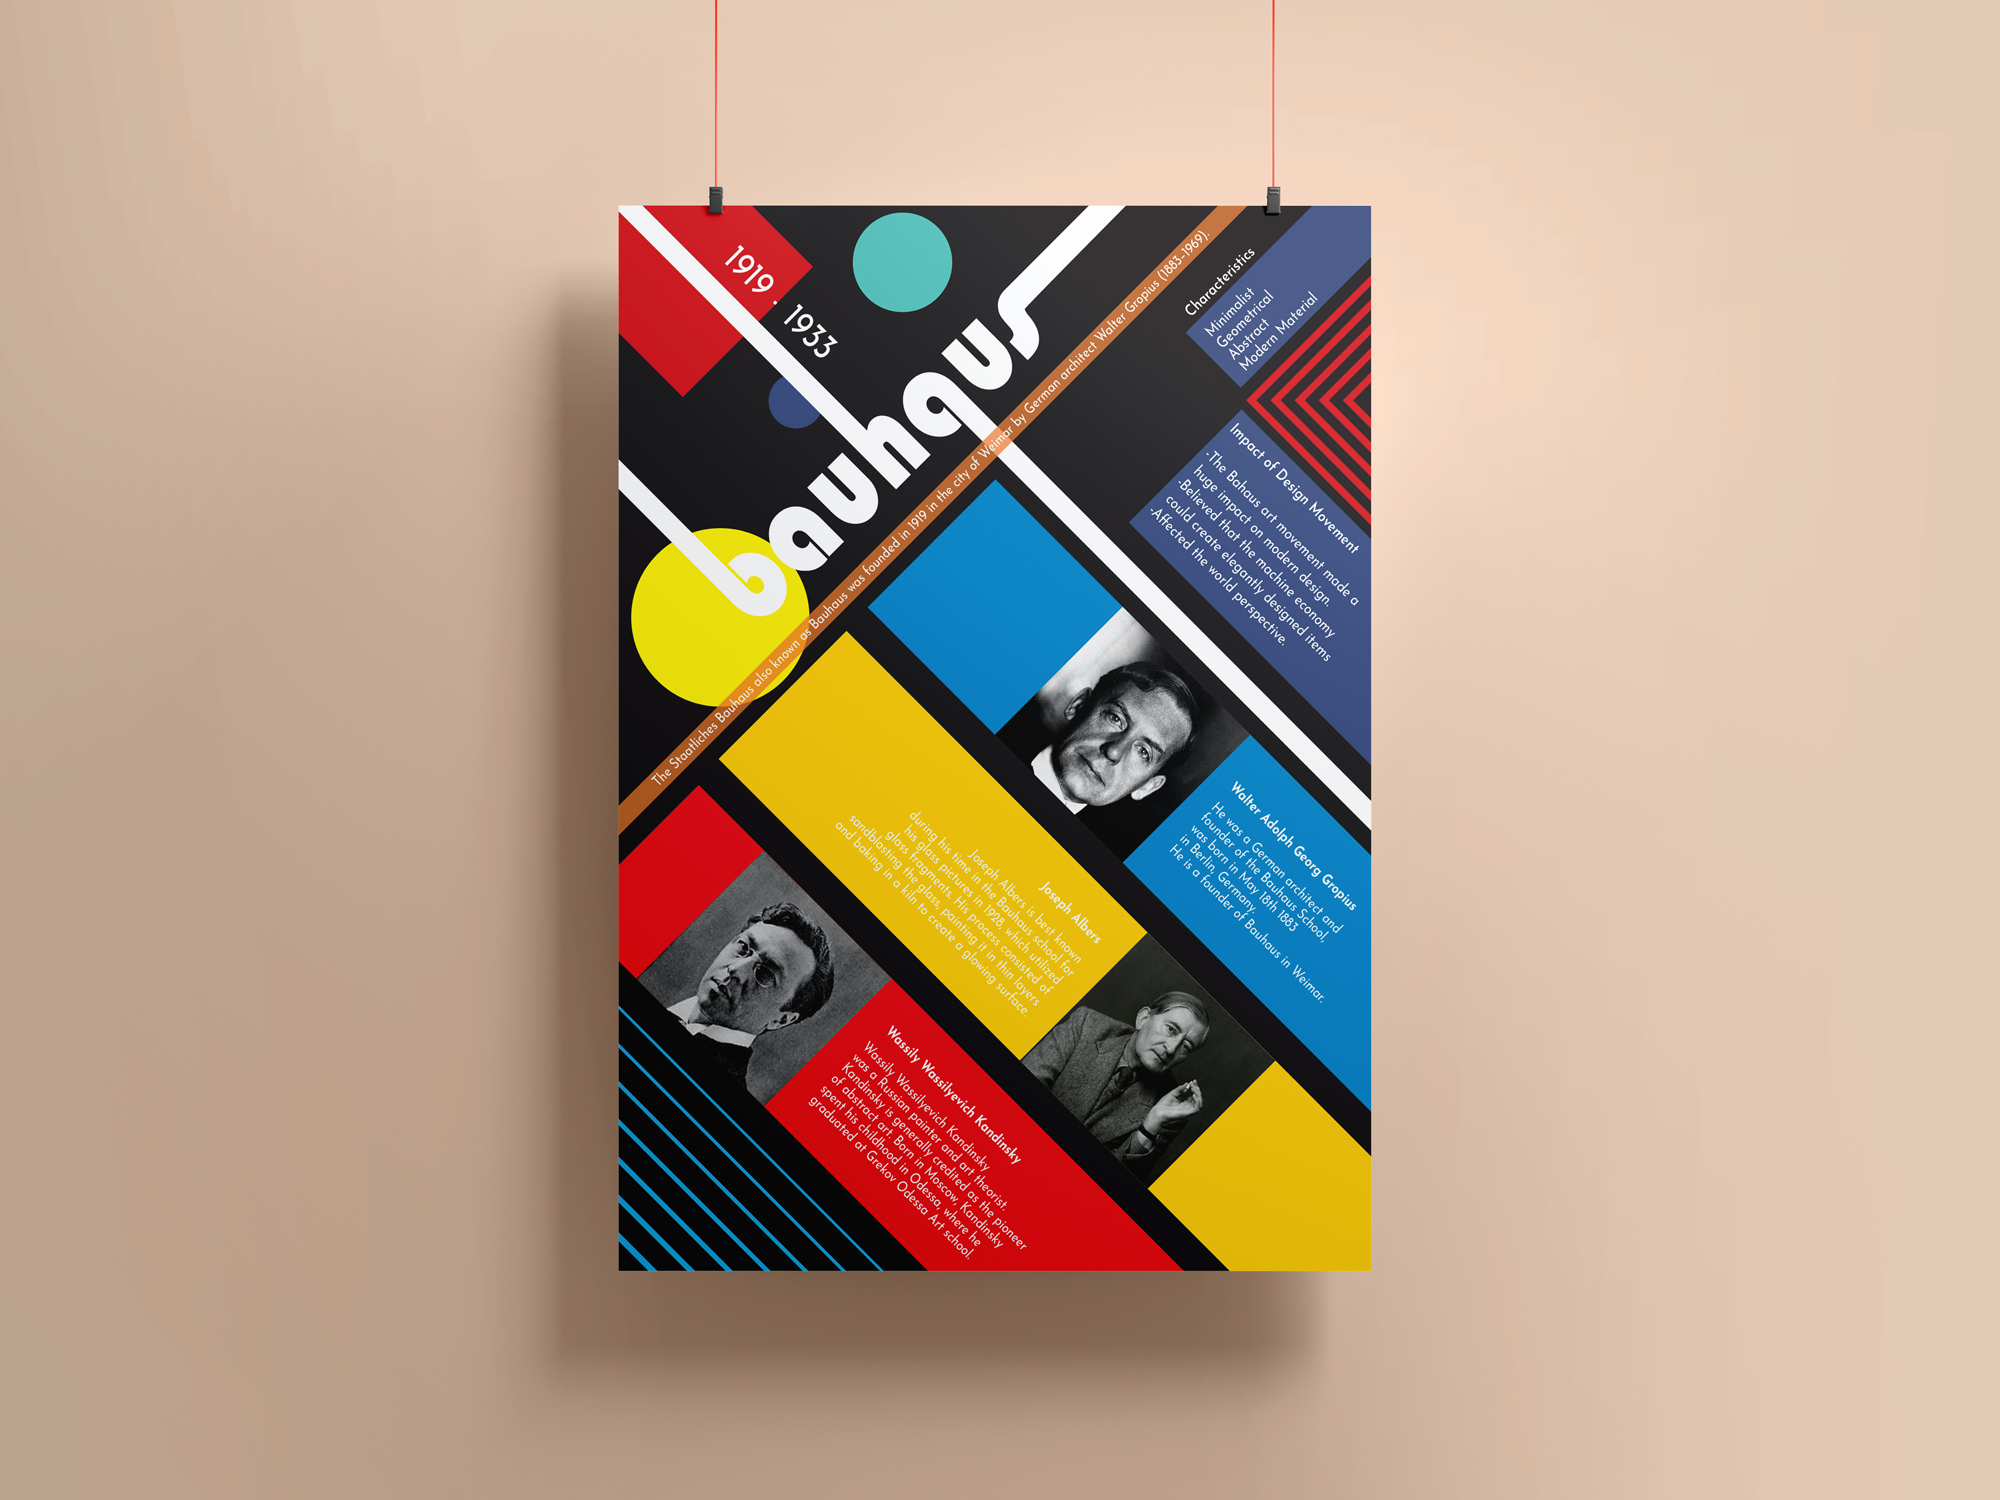 1919 - 1933
bauhaus
The Staatliches Bauhaus also known as Bauhaus was founded in 1919 in the city of Weimar by German architect Walter Gropius (1883-1969).
Characteristics
Minimalist
Geometrical
Abstract
Modern Material
Impact of Design Movement
-The Bahaus art movement made a
huge impact on modern design.
-Believed that the machine economy
could create elegantly designed items
-Affected the world perspective.
Walter Adolph Georg Gropius
He was a German architect and
founder of the Bauhaus School,
was born in May 18th 1883
in Berlin, Germany.
He is a founder of Bauhaus in Weimar.
Joseph Albers
Joseph Albers is best known
during his time in the Bauhaus school for
his glass pictures in 1928, which utilized
glass fragments. His process consisted of
sandblasting the glass, painting it in thin layers
and baking in a kiln to create a glowing surface.
Wassily Wassilyevich Kandinsky
Wassily Wassilyevich Kandinsky
was a Russian painter and art theorist.
Kandinsky is generally credited as the pioneer
of abstract art. Born in Moscow, Kandinsky
spent his childhood in Odessa, where he
graduated at Grekov Odessa Art school.